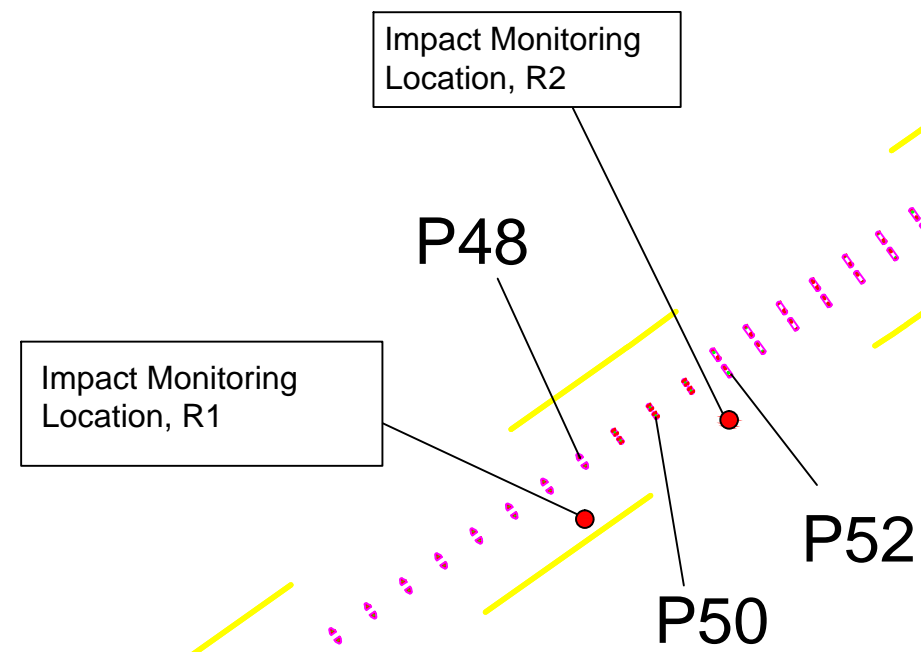 Impact Monitoring
Location, R2
P48
Impact Monitoring
Location, R1
P52
P50